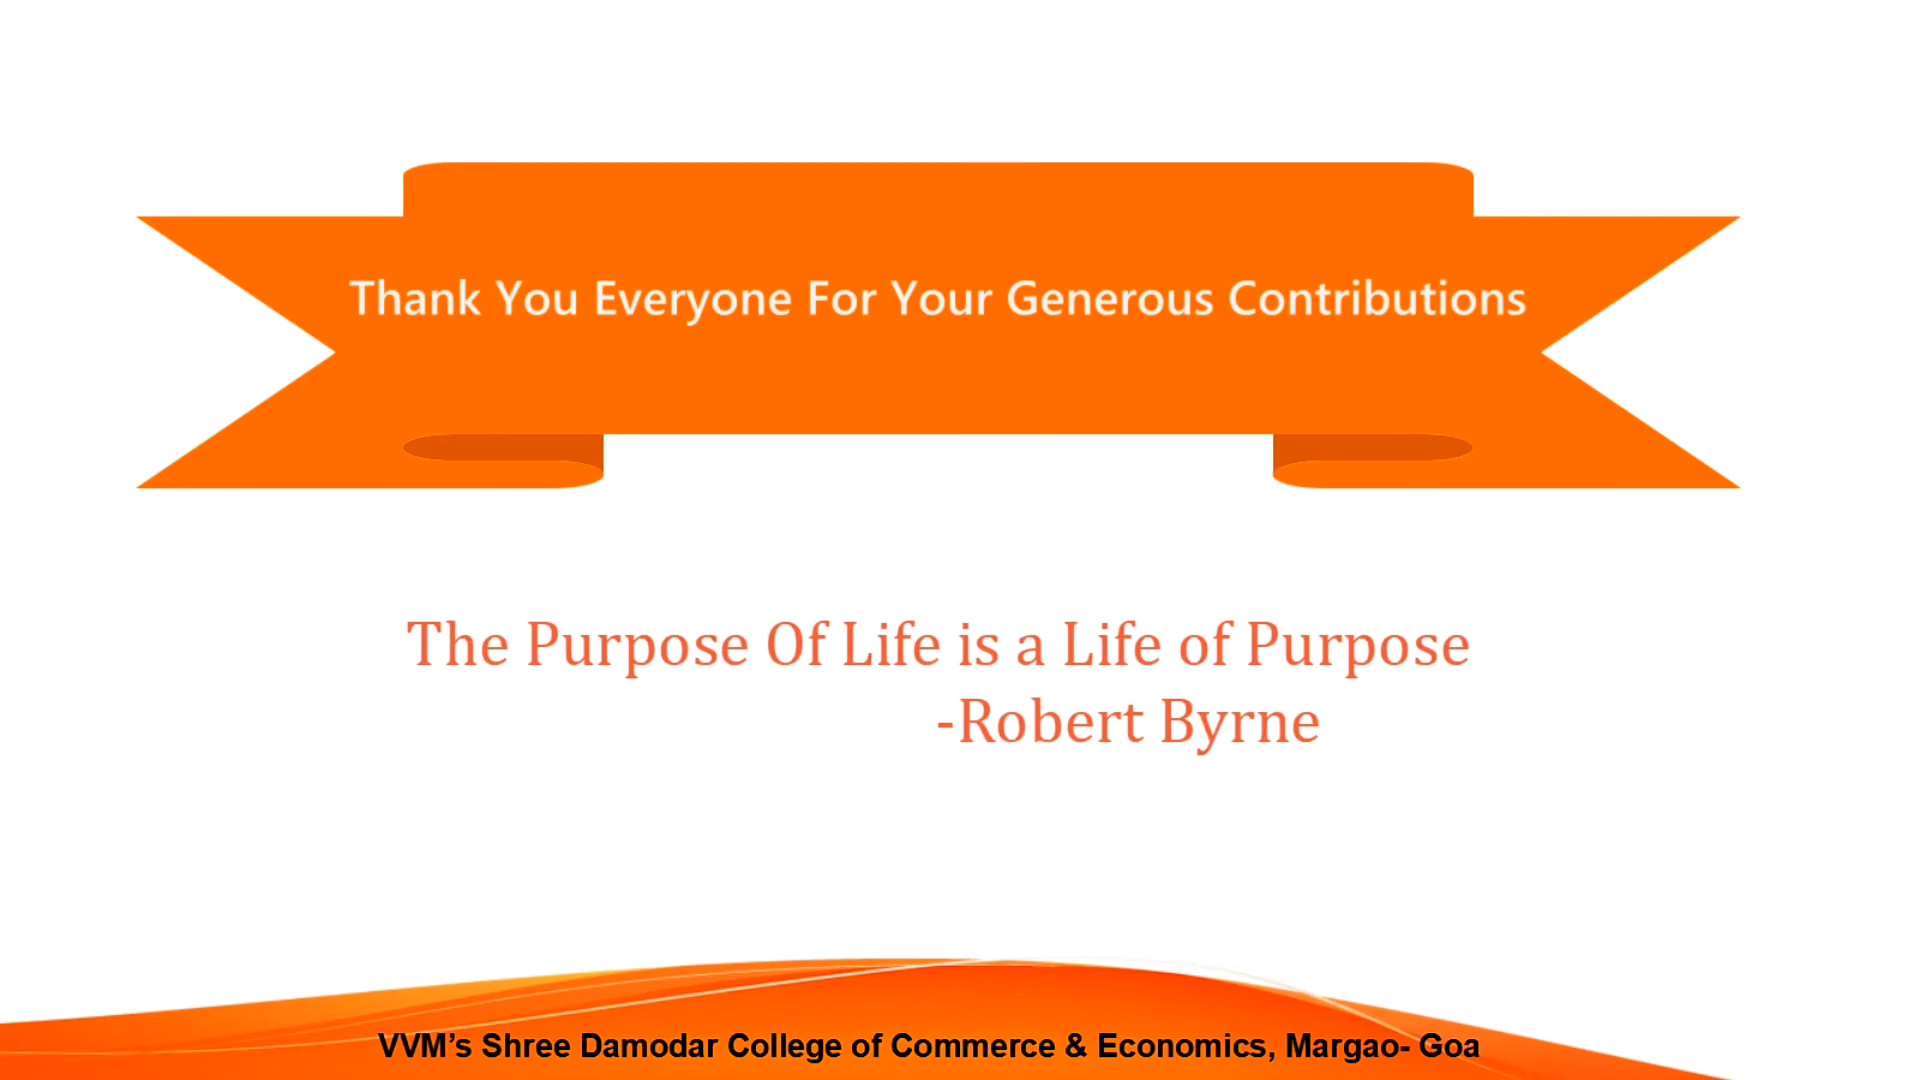 Thank You Everyone For Your Generous Contributions
The Purpose Of Life is a Life of Purpose
-Robert Byrne
VVM’s Shree Damodar College of Commerce & Economics, Margao- Goa